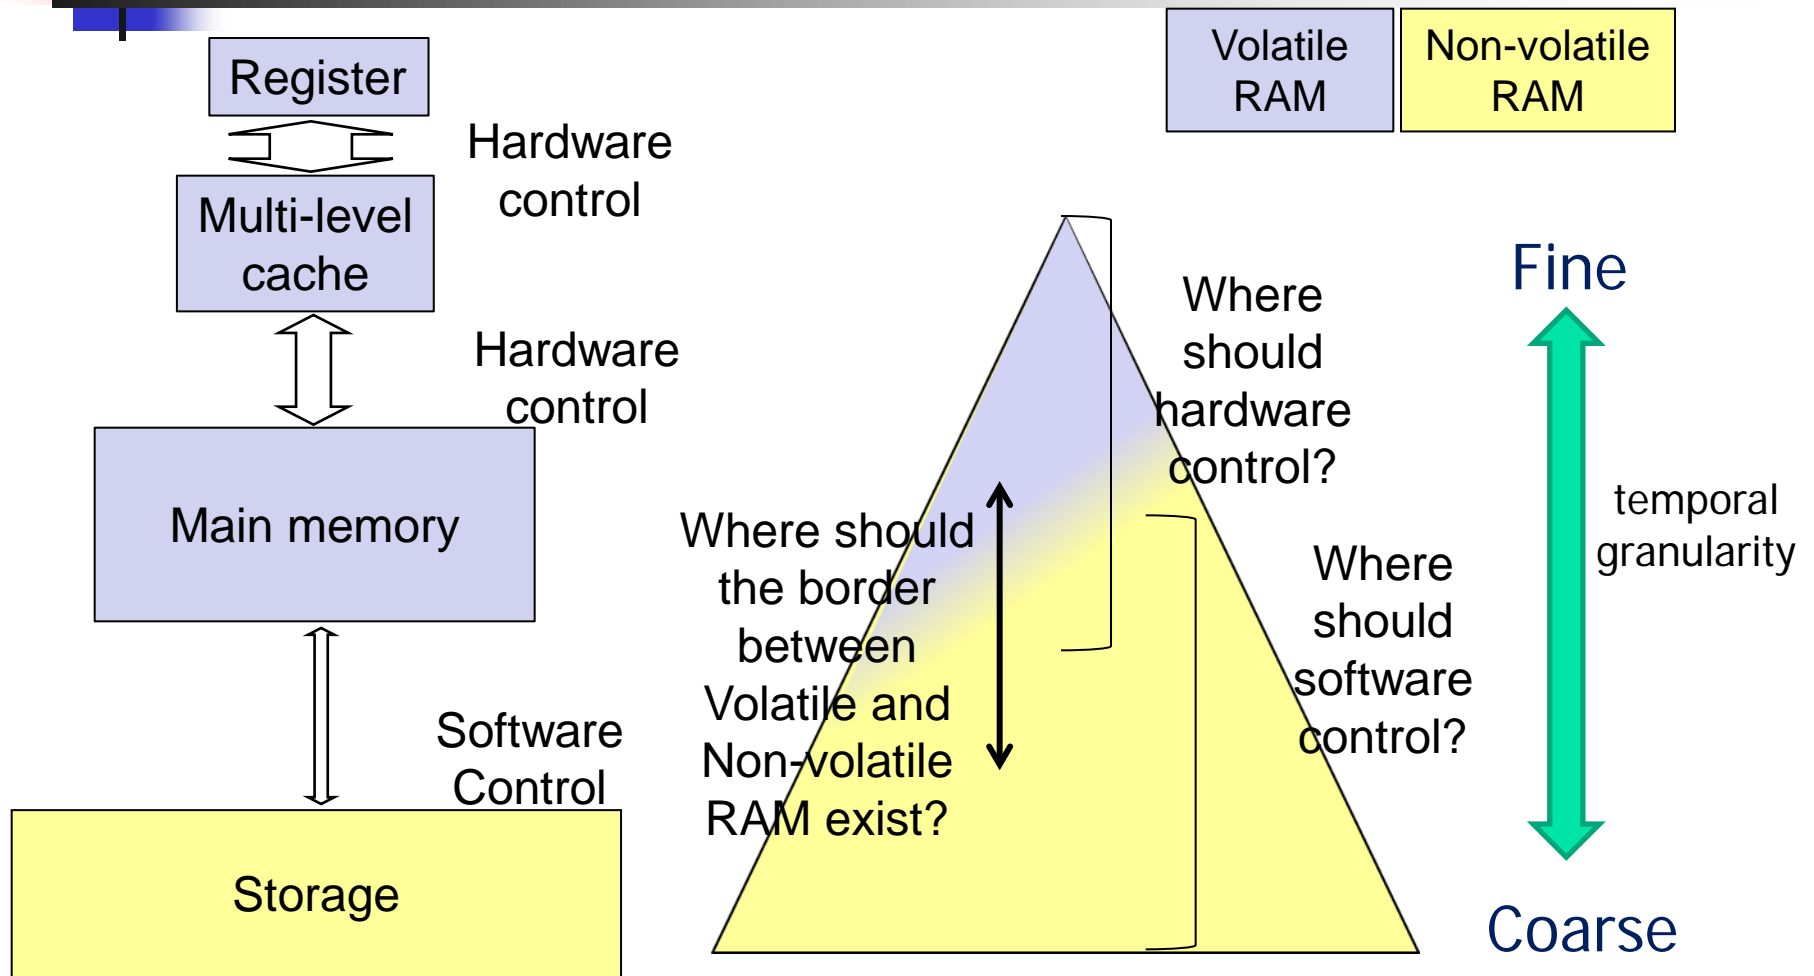 Register
Hardware
control
Multi-level
cache
Hardware
control
Main memory
Software
Control
Storage
Volatile
RAM
Non-volatile
RAM
Where
should
hardware
control?
Where should
the border
between
Volatile and
Non-volatile
RAM exist?
Where
should
software
control?
Fine
temporal
granularity
Coarse